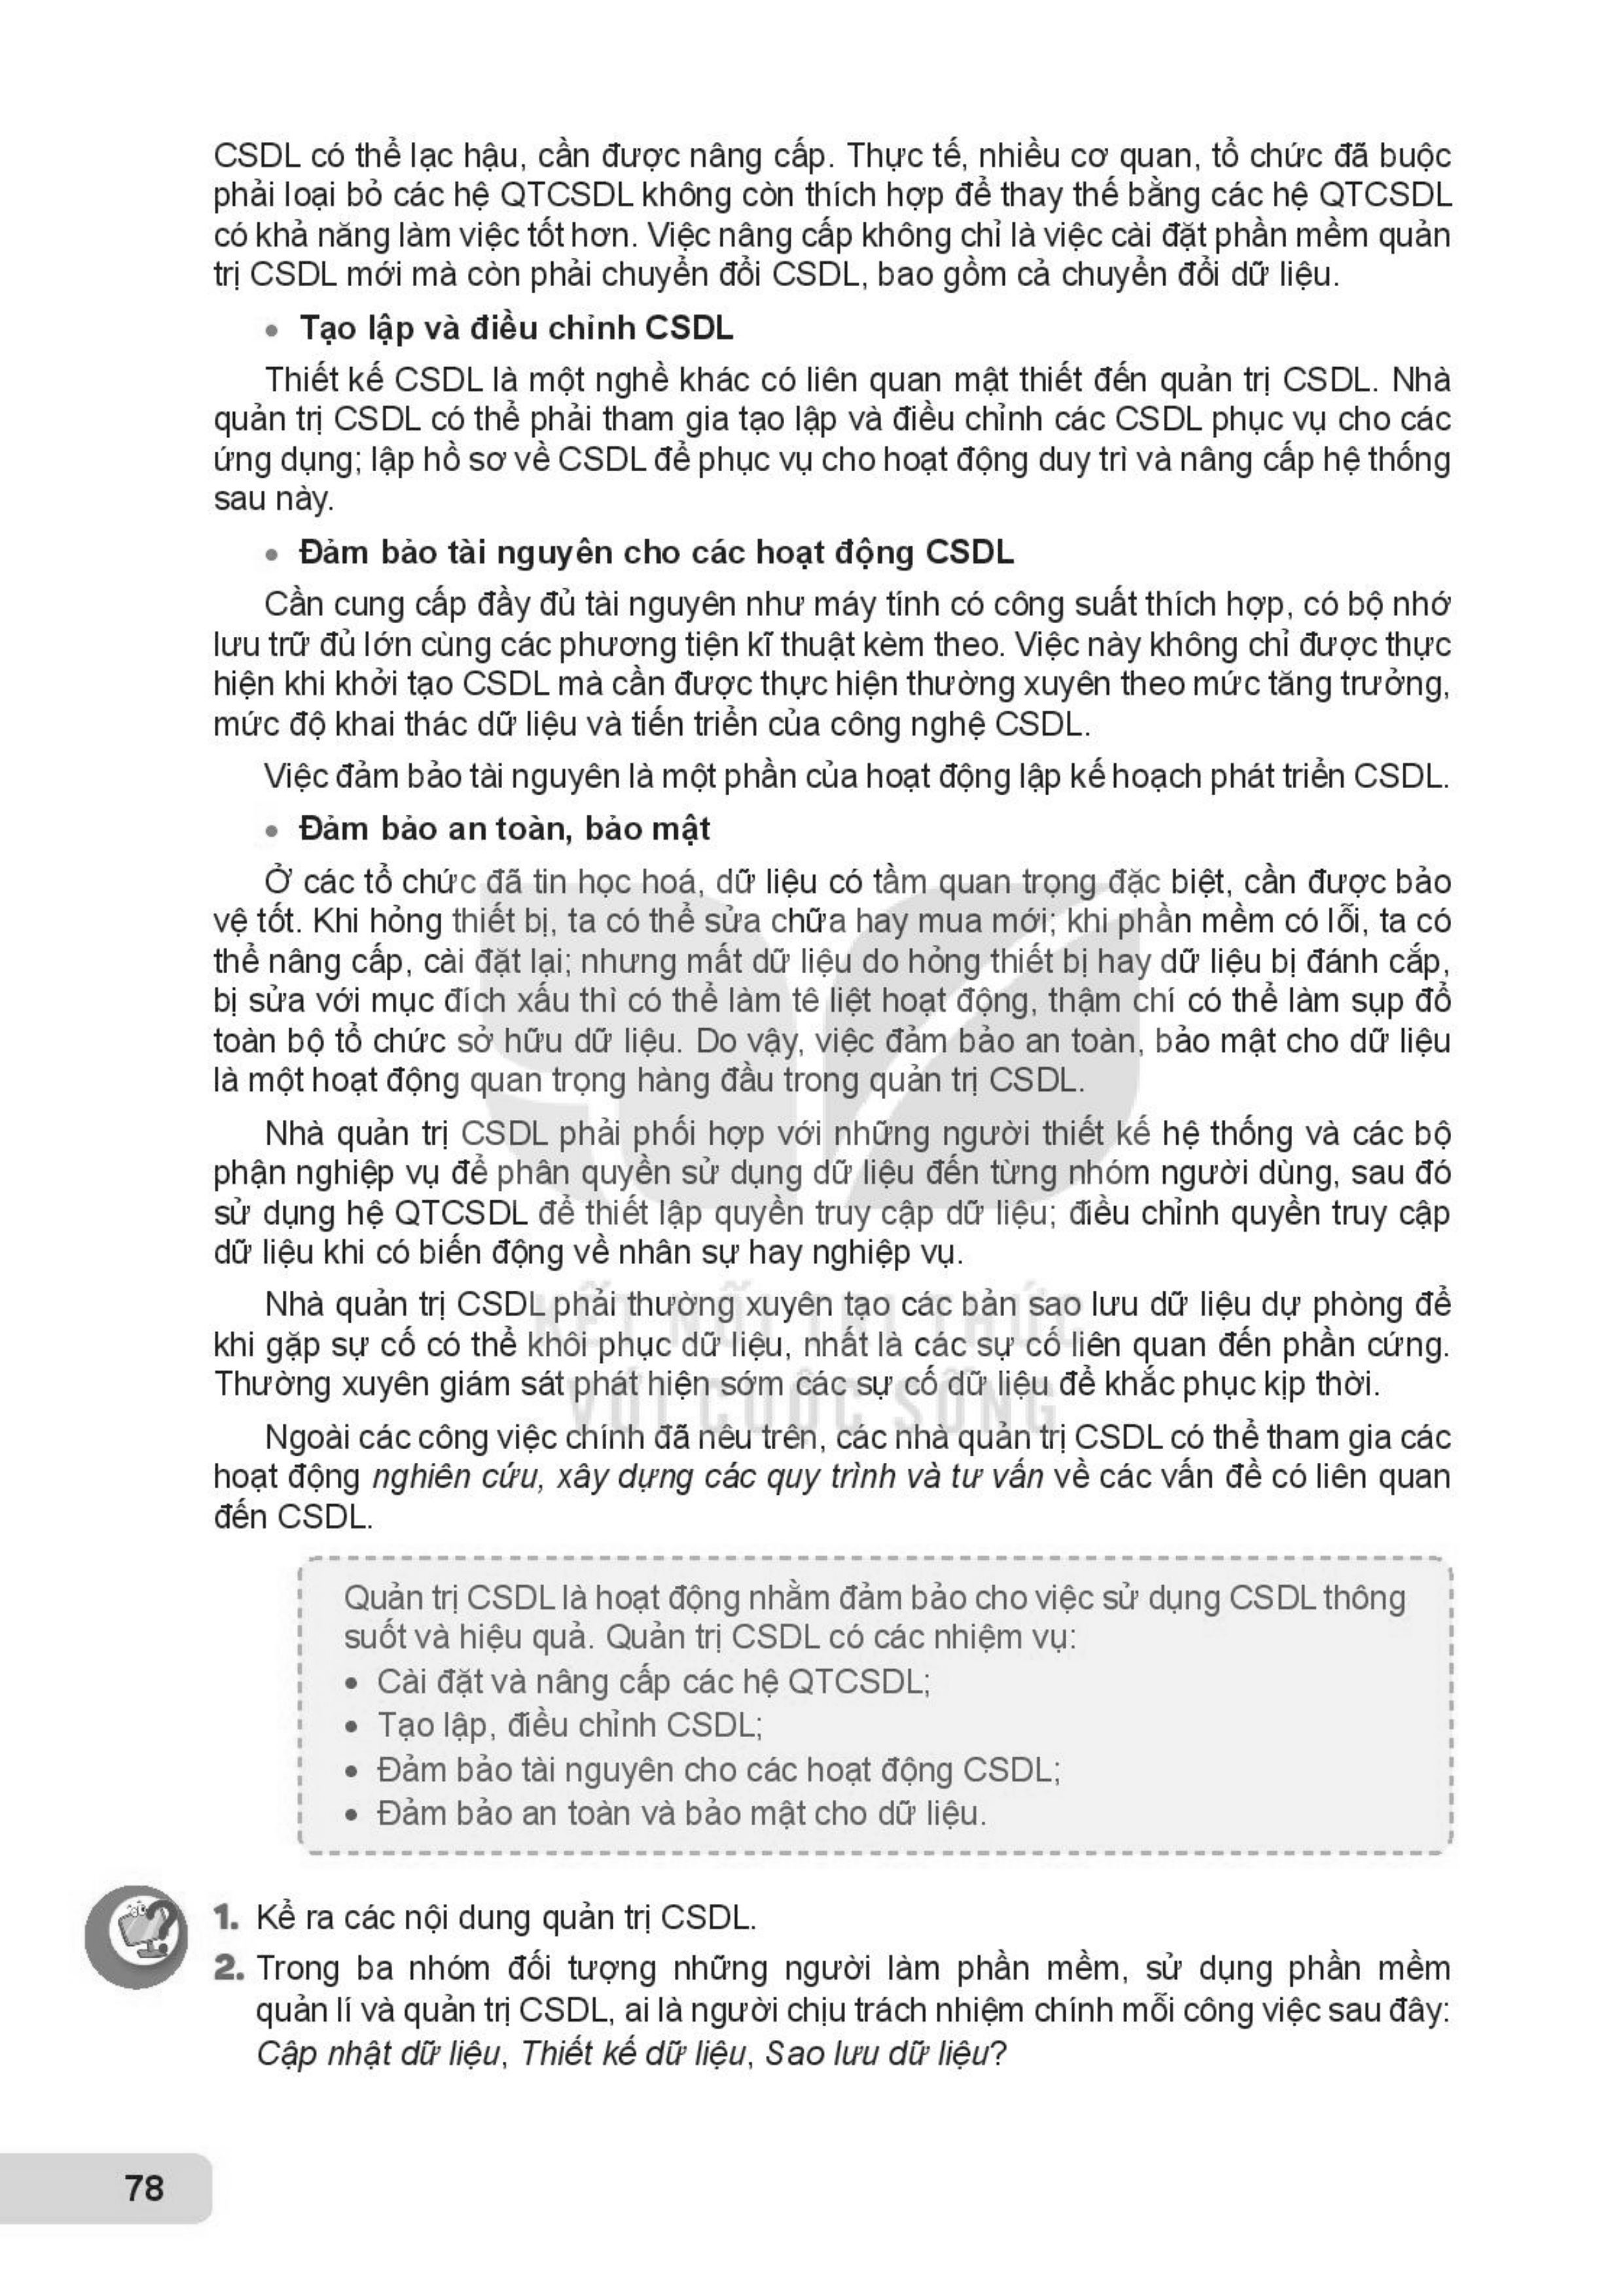 CSDL có thể lạc hậu, cần được nâng cấp. Thực tế, nhiều cơ quan, tổ chức đã buộc
phải loại bỏ các hệ QTCSDL không còn thích hợp để thay thế bằng các hệ QTCSDL
có khả năng làm việc tốt hơn. Việc nâng cấp không chỉ là việc cài đặt phần mềm quản
trị CSDL mới mà còn phải chuyển đổi CSDL, bao gồm cả chuyển đổi dữ liệu.
• Tạo lập và điều chỉnh CSDL
Thiết kế CSDL là một nghề khác có liên quan mật thiết đến quản trị CSDL. Nhà
quản trị CSDL có thể phải tham gia tạo lập và điều chỉnh các CSDL phục vụ cho các
ứng dụng; lập hồ sơ về CSDL để phục vụ cho hoạt động duy trì và nâng cấp hệ thống
sau này.
• Đảm bảo tài nguyên cho các hoạt động CSDL
Cần cung cấp đầy đủ tài nguyên như máy tính có công suất thích hợp, có bộ nhớ
lưu trữ đủ lớn cùng các phương tiện kĩ thuật kèm theo. Việc này không chỉ được thực
hiện khi khởi tạo CSDL mà cần được thực hiện thường xuyên theo mức tăng trưởng,
mức độ khai thác dữ liệu và tiến triển của công nghệ CSDL.
Việc đảm bảo tài nguyên là một phần của hoạt động lập kế hoạch phát triển CSDL.
• Đảm bảo an toàn, bảo mật
Ở các tổ chức đã tin học hoá, dữ liệu có tầm quan trọng đặc biệt, cần được bảo
vệ tốt. Khi hỏng thiết bị, ta có thể sửa chữa hay mua mới; khi phần mềm có lỗi, ta có
thể nâng cấp, cài đặt lại; nhưng mất dữ liệu do hỏng thiết bị hay dữ liệu bị đánh cắp,
bị sửa với mục đích xấu thì có thể làm tê liệt hoạt động, thậm chí có thể làm sụp đổ
toàn bộ tổ chức sở hữu dữ liệu. Do vậy, việc đảm bảo an toàn, bảo mật cho dữ liệu
là một hoạt động quan trọng hàng đầu trong quản trị CSDL.
Nhà quản trị CSDL phải phối hợp với những người thiết kế hệ thống và các bộ
phận nghiệp vụ để phân quyền sử dụng dữ liệu đến từng nhóm người dùng, sau đó
sử dụng hệ QTCSDL để thiết lập quyền truy cập dữ liệu; điều chỉnh quyền truy cập
dữ liệu khi có biến động về nhân sự hay nghiệp vụ.
Nhà quản trị CSDL phải thường xuyên tạo các bản sao lưu dữ liệu dự phòng để
khi gặp sự cố có thể khôi phục dữ liệu, nhất là các sự cố liên quan đến phần cứng.
Thường xuyên giám sát phát hiện sớm các sự cố dữ liệu để khắc phục kịp thời.
KẾT NỐI TRI THỨC
VỚI CUỘC SỐNG
Ngoài các công việc chính đã nêu trên, các nhà quản trị CSDL có thể tham gia các
hoạt động nghiên cứu, xây dựng các quy trình và tư vấn về các vấn đề có liên quan
đến CSDL.
Quản trị CSDL là hoạt động nhằm đảm bảo cho việc sử dụng CSDL thông
suốt và hiệu quả. Quản trị CSDL có các nhiệm vụ:
• Cài đặt và nâng cấp các hệ QTCSDL;
• Tạo lập, điều chỉnh CSDL;
• Đảm bảo tài nguyên cho các hoạt động CSDL;
• Đảm bảo an toàn và bảo mật cho dữ liệu.
1. Kể ra các nội dung quản trị CSDL.
2. Trong ba nhóm đối tượng những người làm phần mềm, sử dụng phần mềm
quản lí và quản trị CSDL, ai là người chịu trách nhiệm chính mỗi công việc sau đây:
Cập nhật dữ liệu, Thiết kế dữ liệu, Sao lưu dữ liệu?
78